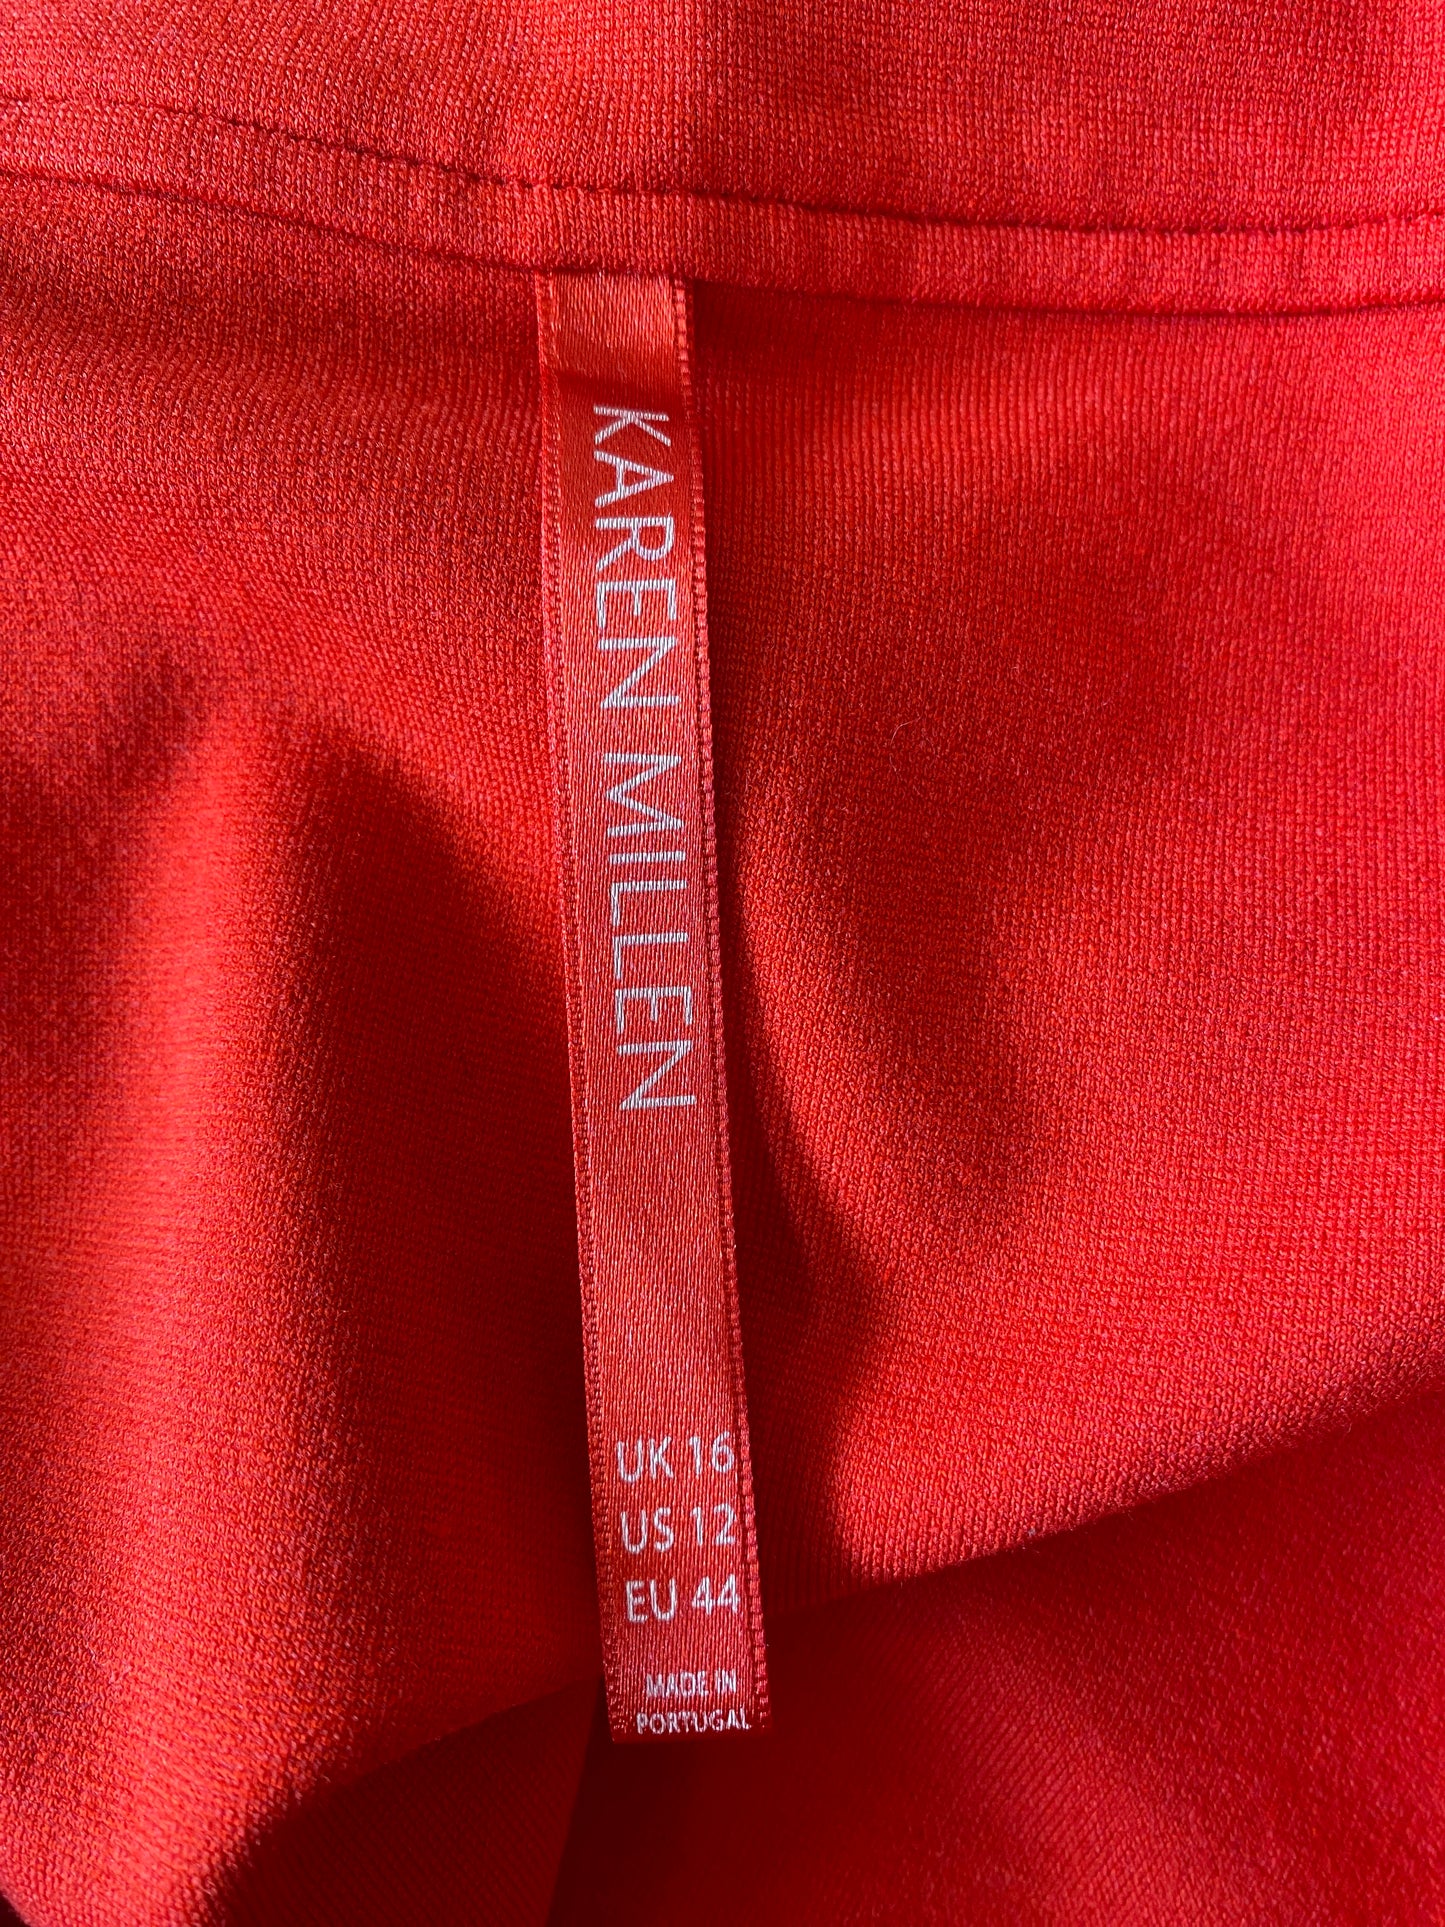 KAREN MILLEN
UK 16
US 12
EU 44
MADE IN
PORTUGAL